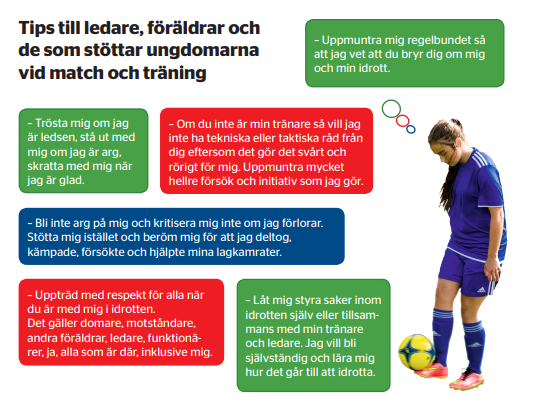 Tips till ledare, föräldrar och
de som stöttar ungdomarna
vid match och träning
– Uppmuntra mig regelbundet så
att jag vet att du bryr dig om mig
och min idrott.
– Trösta mig om jag
är ledsen, stå ut med
mig om jag är arg,
skratta med mig när
jag är glad.
– Om du inte är min tränare så vill jag
inte ha tekniska eller taktiska råd från
dig eftersom det gör det svårt och
rörigt för mig. Uppmuntra mycket
hellre försök och initiativ som jag gör.
– Bli inte arg på mig och kritisera mig inte om jag förlorar.
Stötta mig istället och beröm mig för att jag deltog,
kämpade, försökte och hjälpte mina lagkamrater.
– Uppträd med respekt för alla när
du är med mig i idrotten.
Det gäller domare, motståndare,
andra föräldrar, ledare, funktionä-
rer, ja, alla som är där, inklusive mig.
– Låt mig styra saker inom
idrotten själv eller tillsam-
mans med min tränare
och ledare. Jag vill bli
självständig och lära mig
hur det går till att idrotta.